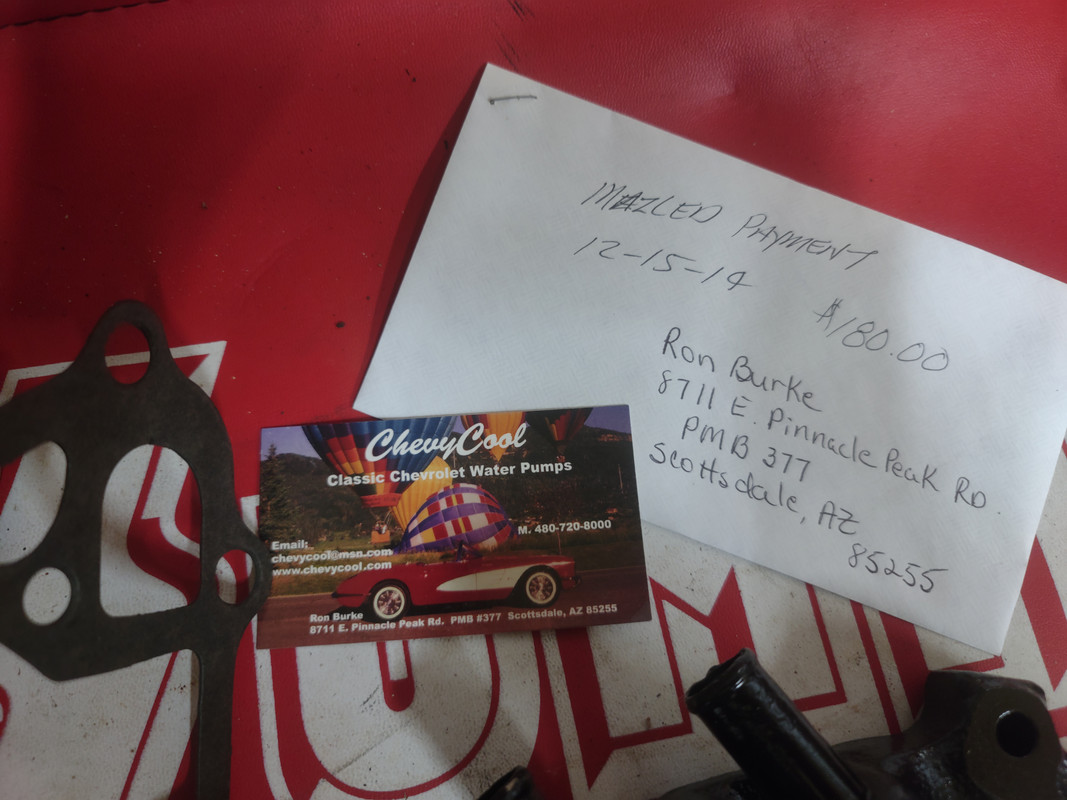 MAILED PAYMENT
12-15-14
$180.00
Ron Burke
8711 E. Pinnacle Peak RD.
PMB 377
Scottsdale, AZ
85255
ChevyCool
Classic Chevrolet Water Pumps
M. 480-720-8000
Email:
chevycool@msn.com
www.chevycool.com
Ron Burke
8711 E. Pinnacle Peak Rd. PMB #377 Scottsdale, AZ 85255